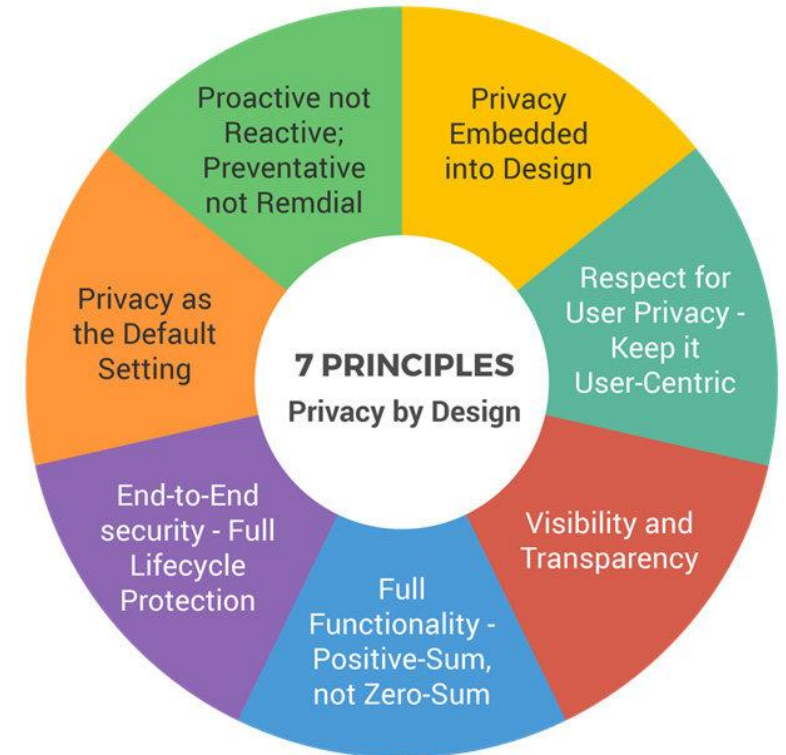 7 PRINCIPLES
Privacy by Design
Privacy
Embedded
into Design
Respect for
User Privacy -
Keep it
User-Centric
Visibility and
Transparency
Full
Functionality -
Positive-Sum,
not Zero-Sum
End-to-End
security - Full
Lifecycle
Protection
Privacy as
the Default
Setting
Proactive not
Reactive;
Preventative
not Remdial